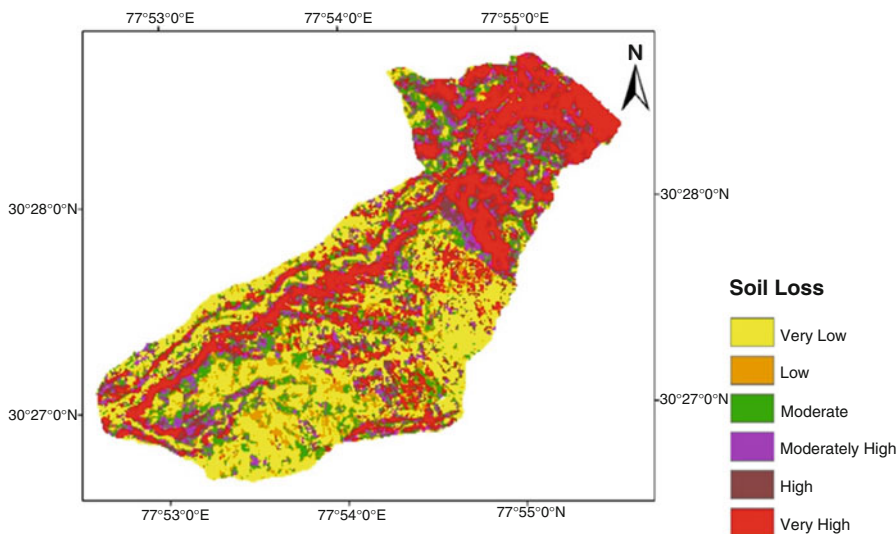 77°53°0°E 77°54°0°E 77°55°0°E
N
30°28°0°N 30°28°0°N
30°27°0°N 30°27°0°N
77°53°0°E 77°54°0°E 77°55°0°N
Soil Loss
Very Low
Low
Moderate
Moderately High
High
Very High